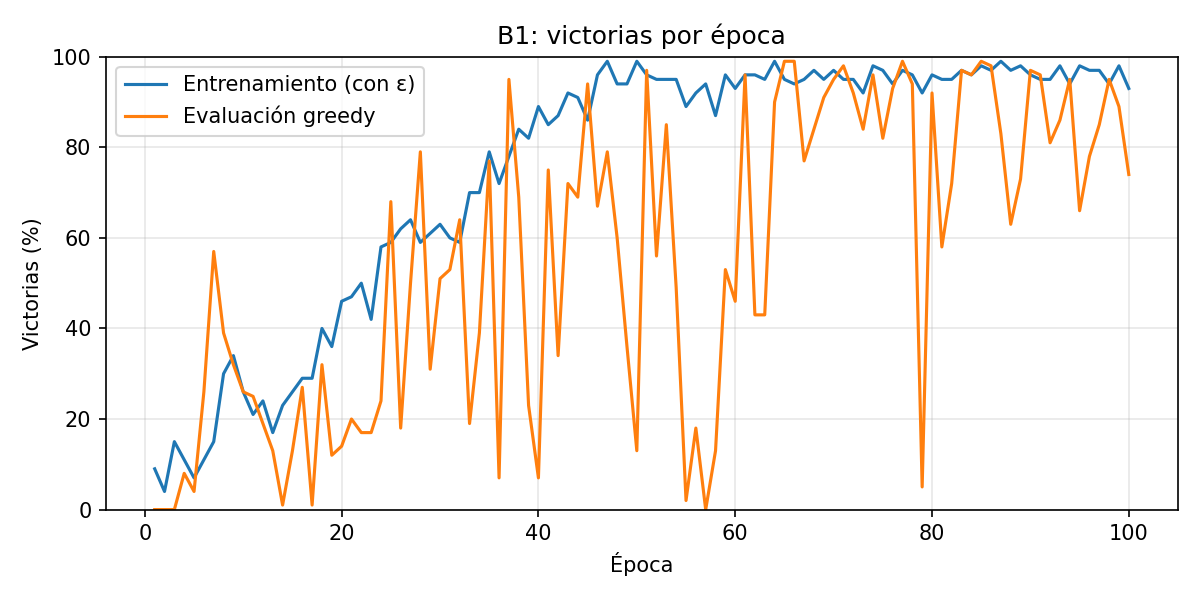 B1: victorias por época
Entrenamiento (con ε)
Evaluación greedy
Victorias (%)
100
80
60
40
20
0
0 20 40 60 80 100
Época